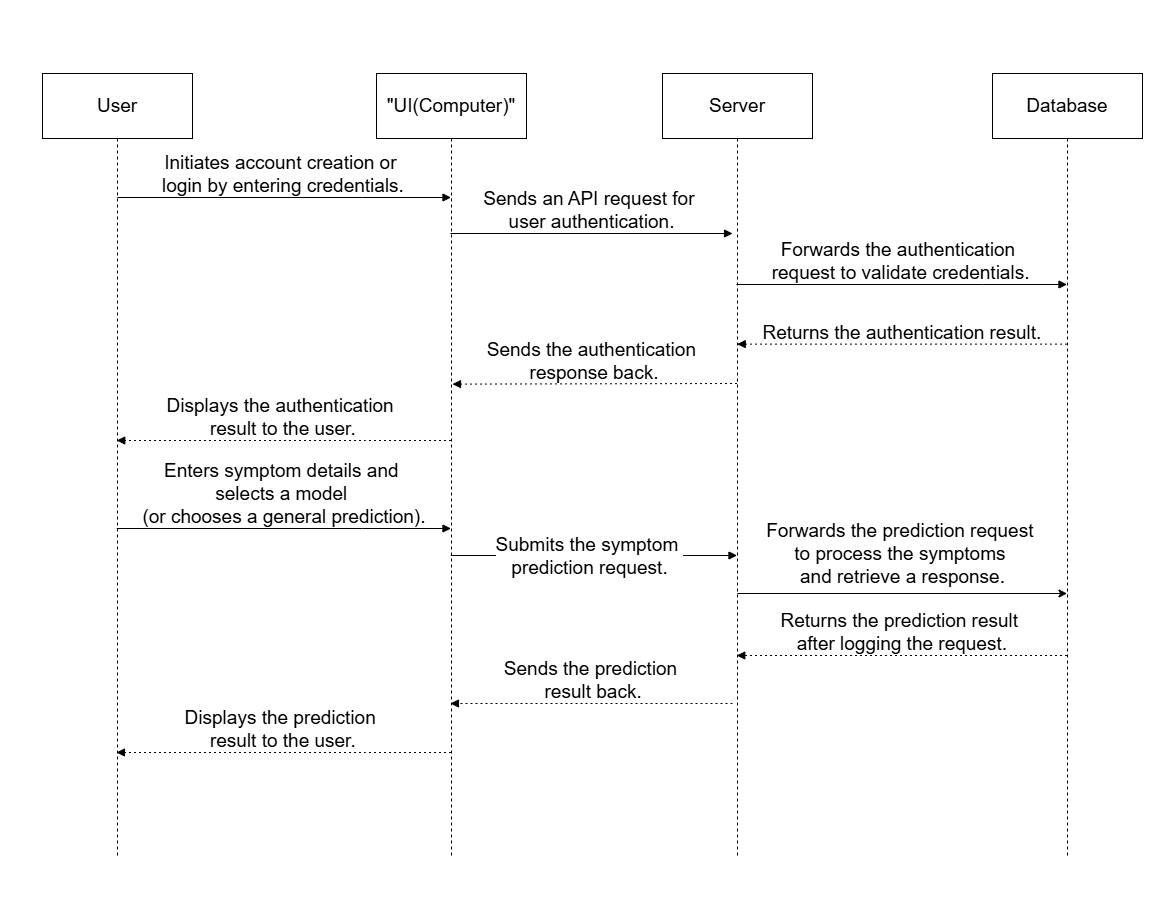 User
"UI(Computer)"
Server
Database
Initiates account creation or
login by entering credentials.
Sends an API request for
user authentication.
Forwards the authentication
request to validate credentials.
Returns the authentication result.
Sends the authentication
response back.
Displays the authentication
result to the user.
Enters symptom details and
selects a model
(or chooses a general prediction).
Submits the symptom
prediction request.
Forwards the prediction request
to process the symptoms
and retrieve a response.
Returns the prediction result
after logging the request.
Sends the prediction
result back.
Displays the prediction
result to the user.